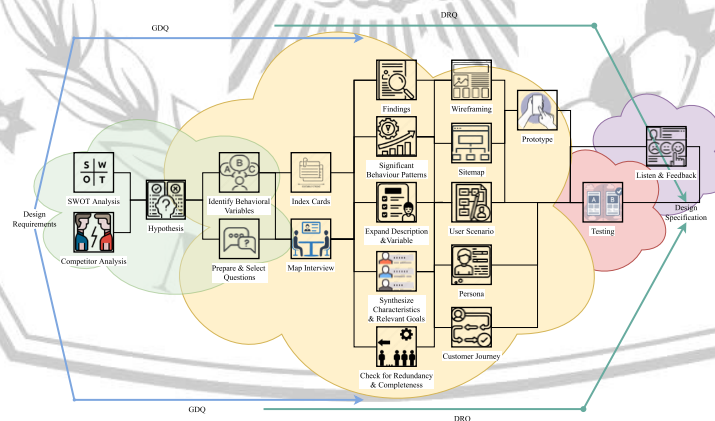 GDQ
DRQ
Findings
Wireframing
Prototype
S W
O T
SWOT Analysis
A B C
Identify Behavioral
Variables
Index Cards
Significant
Behaviour Patterns
Sitemap
Listen & Feedback
Design
Requirements
Hypothesis
Competitor Analysis
Prepare & Select
Questions
Map Interview
Expand Description
&Variable
User Scenario
A B
Testing
Design
Specification
Synthesize
Characteristics
& Relevant Goals
Persona
Check for Redundancy
& Completeness
Customer Journey
GDQ
DRQ